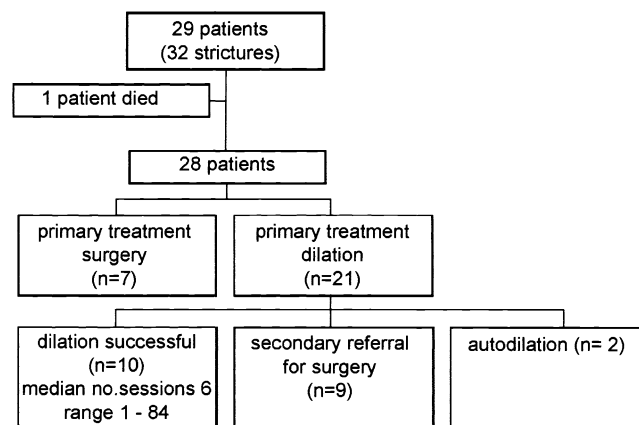 29 patients
(32 strictures)
1 patient died
28 patients
primary treatment
surgery
(n=7)
primary treatment
dilation
(n=21)
dilation successful
(n=10)
median no.sessions 6
range 1 - 84
secondary referral
for surgery
(n=9)
autodilation (n= 2)